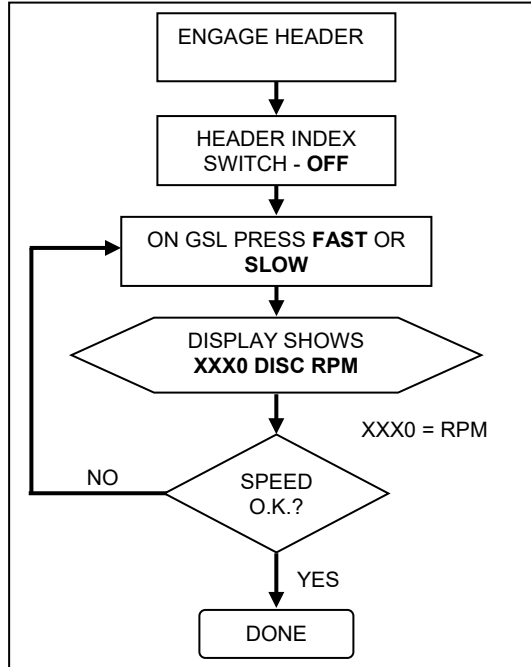 ENGAGE HEADER
HEADER INDEX
SWITCH - OFF
ON GSL PRESS FAST OR
SLOW
DISPLAY SHOWS
XXX0 DISC RPM
XXX0 = RPM
NO
SPEED
O.K.?
YES
DONE